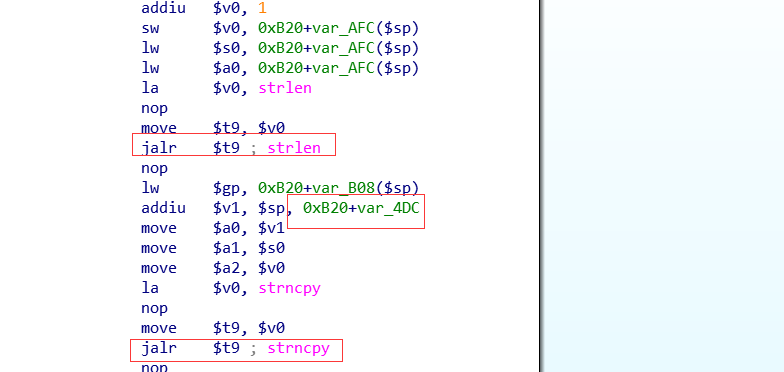 addiu $v0, 1
sw $v0, 0xB20+var_AFC($sp)
lw $s0, 0xB20+var_AFC($sp)
lw $a0, 0xB20+var_AFC($sp)
la $v0, strlen
nop
move $t9, $v0
jalr $t9 ; strlen
nop
lw $gp, 0xB20+var_B08($sp)
addiu $v1, $sp, 0xB20+var_4DC
move $a0, $v1
move $a1, $s0
move $a2, $v0
la $v0, strncpy
nop
move $t9, $v0
jalr $t9 ; strncpy
nop